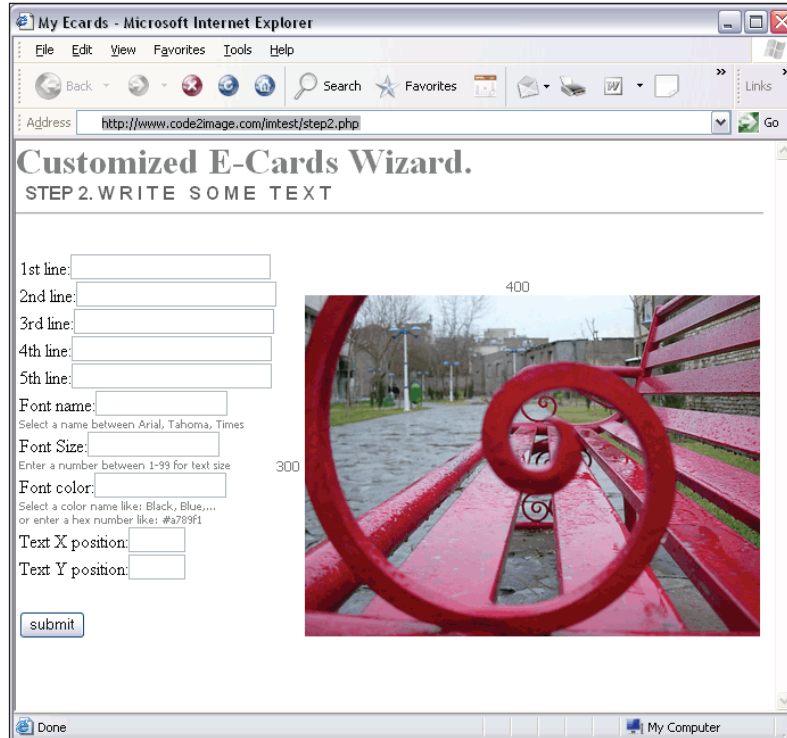 My Ecards - Microsoft Internet Explorer
File Edit View Favorites Tools Help
Back Search Favorites W » Links »
Address http://www.code2image.com/imtest/step2.php Go
Customized E-Cards Wizard.
STEP 2. WRITE SOME TEXT
1st line:
2nd line:
3rd line:
4th line:
5th line:
Font name:
Select a name between Arial, Tahoma, Times
Font Size:
Enter a number between 1-99 for text size
Font color:
Select a color name like: Black, Blue,...
or enter a hex number like: #a789f1
Text X position:
Text Y position:
submit
400
300
Done My Computer